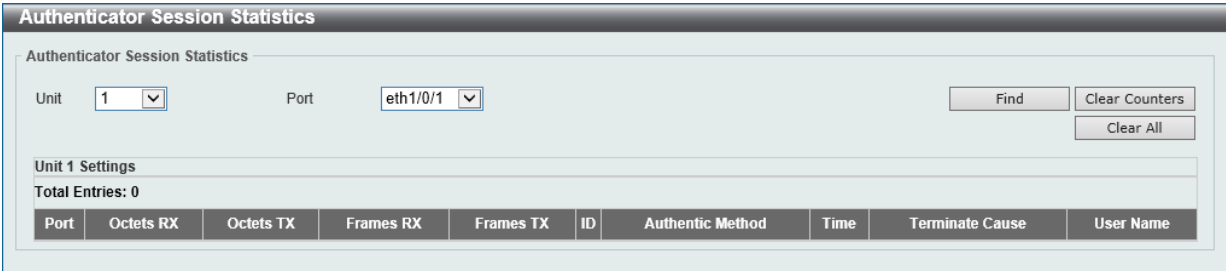 Authenticator Session Statistics
Authenticator Session Statistics
Unit 1 Port eth1/0/1 Find Clear Counters
Clear All
Unit 1 Settings
Total Entries: 0
Port Octets RX Octets TX Frames RX Frames TX ID Authentic Method Time Terminate Cause User Name